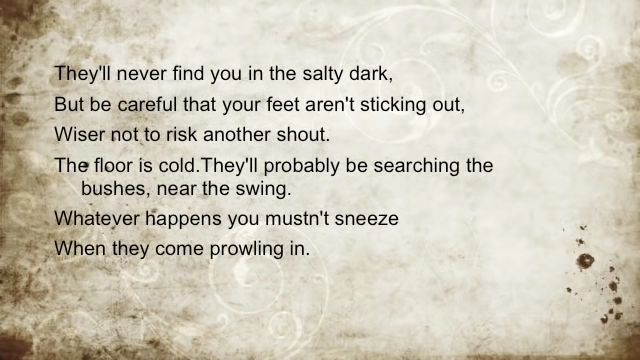 They'll never find you in the salty dark,
But be careful that your feet aren't sticking out,
Wiser not to risk another shout.
The floor is cold.They'll probably be searching the
bushes, near the swing.
Whatever happens you mustn't sneeze
When they come prowling in.